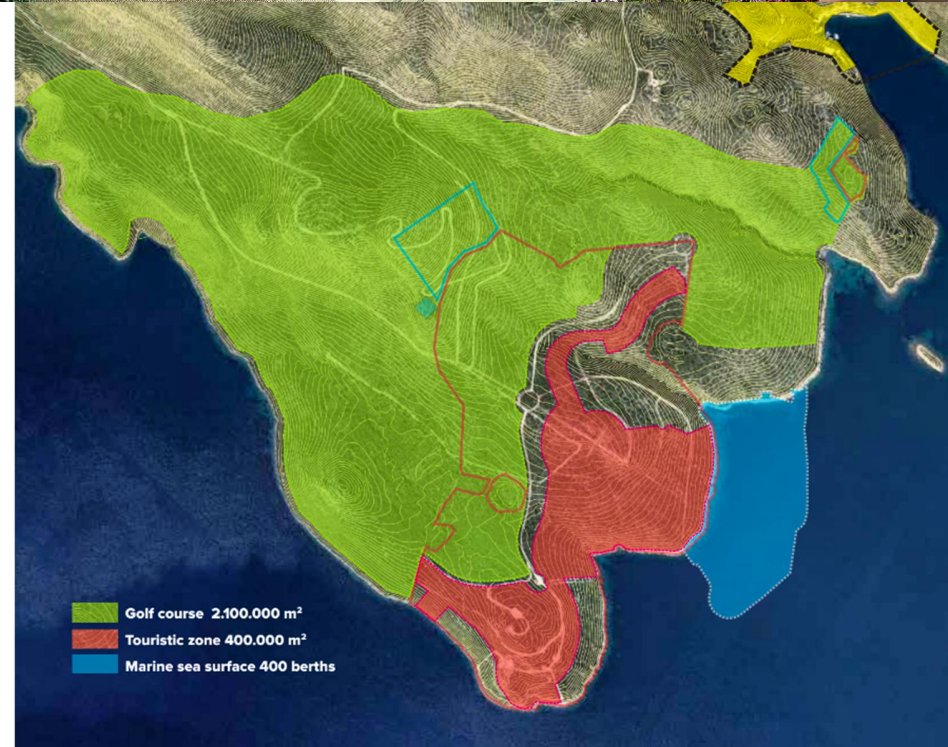 Golf course 2.100.000 m²
Touristic zone 400.000 m²
Marine sea surface 400 berths